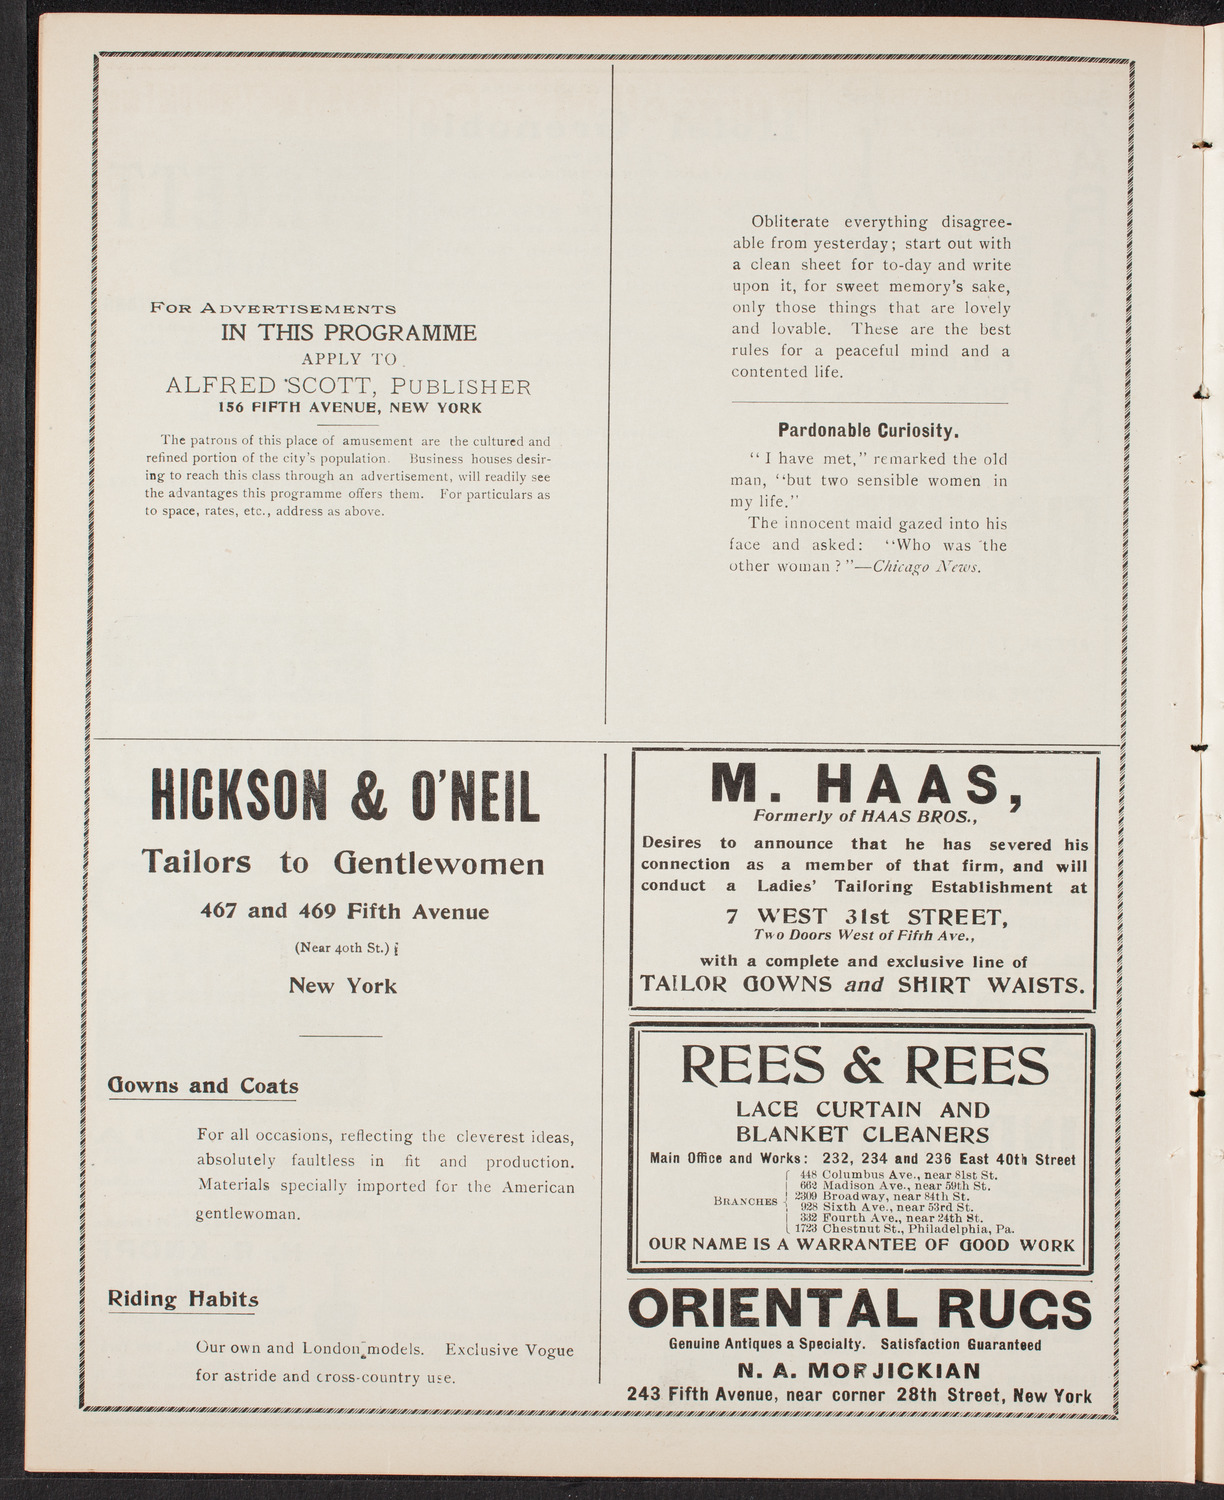 For Advertisements
IN THIS PROGRAMME
APPLY TO
ALFRED SCOTT, PUBLISHER
156 FIFTH AVENUE, NEW YORK
The patrons of this place of amusement are the cultured and
refined portion of the city's population. Business houses desir-
ing to reach this class through an advertisement, will readily see
the advantages this programme offers them. For particulars as
to space, rates, etc., address as above.
Obliterate everything disagree-
able from yesterday; start out with
a clean sheet for to-day and write
upon it, for sweet memory's sake,
only those things that are lovely
and lovable. These are the best
rules for a peaceful mind and a
contented life.
Pardonable Curiosity.
"I have met," remarked the old
man, "but two sensible women in
my life."
The innocent maid gazed into his
face and asked: "Who was the
other woman?"—Chicago News.
HICKSON & O'NEIL
Tailors to Gentlewomen
467 and 469 Fifth Avenue
(Near 40th St.)
New York
Gowns and Coats
For all occasions, reflecting the cleverest ideas,
absolutely faultless in fit and production.
Materials specially imported for the American
gentlewoman.
Riding Habits
Our own and London models. Exclusive Vogue
for astride and cross-country use.
M. HAAS,
Formerly of HAAS BROS.,
Desires to announce that he has severed his
connection as a member of that firm, and will
conduct a Ladies' Tailoring Establishment at
7 WEST 31st STREET,
Two Doors West of Fifth Ave.,
with a complete and exclusive line of
TAILOR GOWNS and SHIRT WAISTS.
REES & REES
LACE CURTAIN AND
BLANKET CLEANERS
Main Office and Works: 232, 234 and 236 East 40th Street
BRANCHES
448 Columbus Ave., near 81st St.
662 Madison Ave., near 59th St.
2309 Broadway, near 84th St.
928 Sixth Ave., near 53rd St.
332 Fourth Ave., near 24th St.
1723 Chestnut St., Philadelphia, Pa.
OUR NAME IS A WARRANTEE OF GOOD WORK
ORIENTAL RUGS
Genuine Antiques a Specialty. Satisfaction Guaranteed
N. A. MORJICKIAN
243 Fifth Avenue, near corner 28th Street, New York